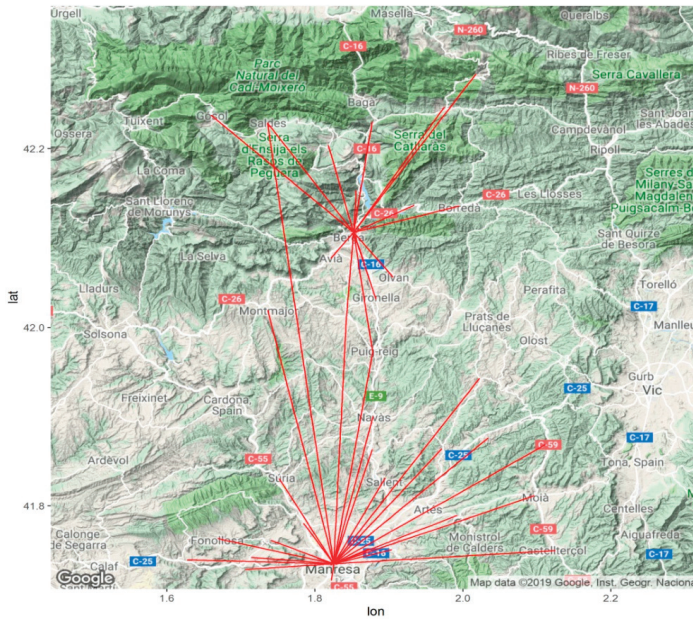 Urgell
Masella
Queralbs
N-260
C-16
Ribes de Freser
Parc
Natural del
Cadí-Moixeró
Serra Cavallera
Bagà
N-260
Tuixent
Gósol
Saldes
Campdevànol
Sant Joan
de les Abades
Ossera
Serra
d'Ensija els
Rasos de
Peguera
C-16
Serra del
Catllaràs
Ripoll
42.2
La Coma
Serres de
Milany-Sa
Magdalen
Puigsacalm-B
Sant Llorenç
de Morunys
C-26
C-26
Borredà
Les Llosses
Berga
Sant Quirze
de Besora
La Selva
Avià
C-16
Olvan
Torelló
Lladurs
C-26
Gironella
Perafita
Montmajo
C-17
42.0
lat
Solsona
Prats de
Lluçanès
Manlleu
Puig-reig
Olost
Gurb
C-25
Vic
Freixinet
Cardona,
Spain
E-9
Navàs
C-17
Ardèvol
C-55
C-25
C-59
Tona, Spain
Súria
Sallent
41.8
Artés
Moià
Centelles
Calonge
de Segarra
Fonollosa
C-25
Monistrol
de Calders
C-59
Aiguafreda
C-16
Castellterçol
C-17
Calaf
C-25
Manresa
Google
C-55
Map data ©2019 Google, Inst. Geogr. Naciona
1.6
1.8
2.0
2.2
lon